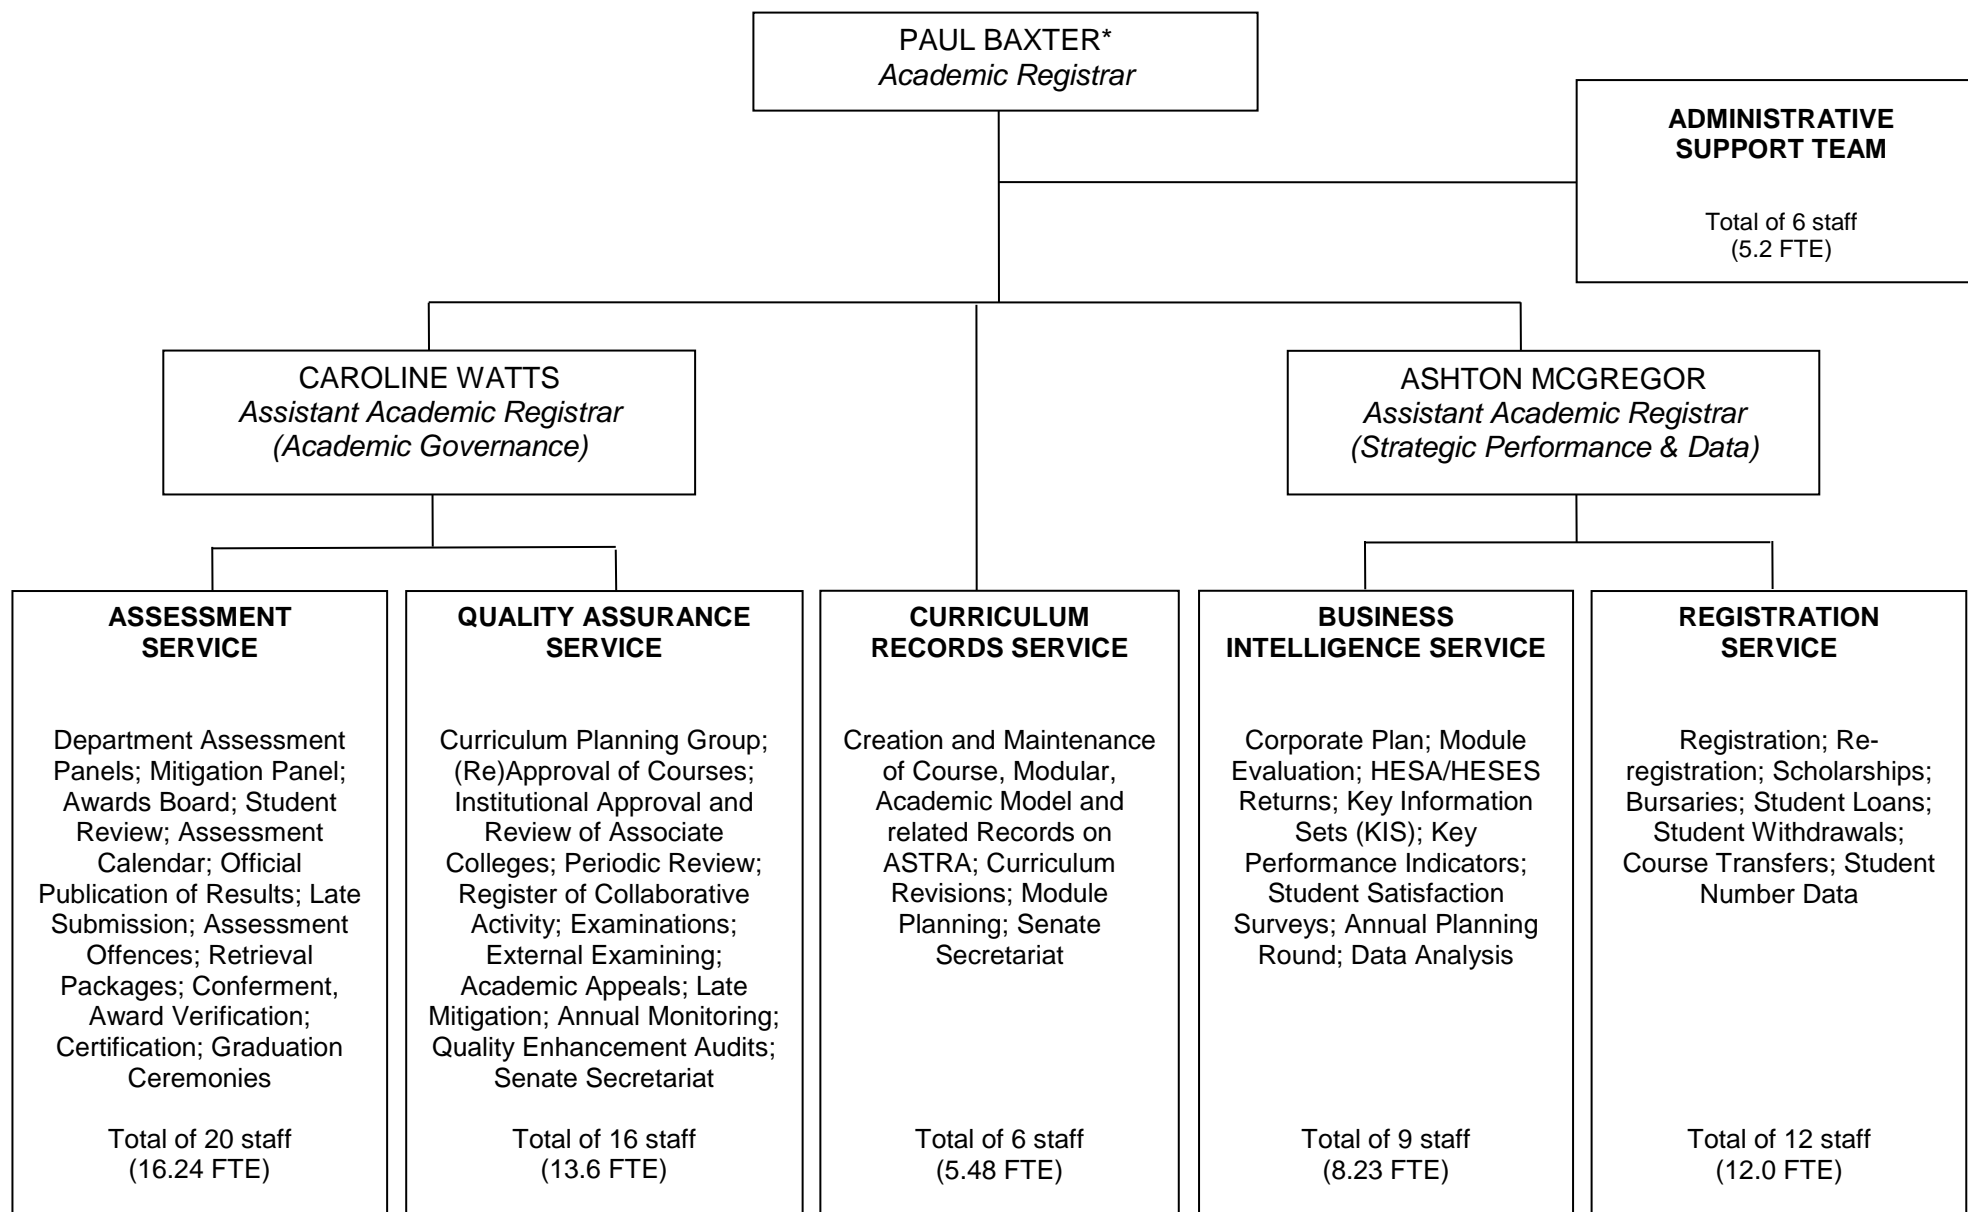 PAUL BAXTER*
Academic Registrar
ADMINISTRATIVE
SUPPORT TEAM
Total of 6 staff
(5.2 FTE)
CAROLINE WATTS
Assistant Academic Registrar
(Academic Governance)
ASHTON MCGREGOR
Assistant Academic Registrar
(Strategic Performance & Data)
ASSESSMENT
SERVICE
Department Assessment
Panels; Mitigation Panel;
Awards Board; Student
Review; Assessment
Calendar; Official
Publication of Results; Late
Submission; Assessment
Offences; Retrieval
Packages; Conferment,
Award Verification;
Certification; Graduation
Ceremonies
Total of 20 staff
(16.24 FTE)
QUALITY ASSURANCE
SERVICE
Curriculum Planning Group;
(Re)Approval of Courses;
Institutional Approval and
Review of Associate
Colleges; Periodic Review;
Register of Collaborative
Activity; Examinations;
External Examining;
Academic Appeals; Late
Mitigation; Annual Monitoring;
Quality Enhancement Audits;
Senate Secretariat
Total of 16 staff
(13.6 FTE)
CURRICULUM
RECORDS SERVICE
Creation and Maintenance
of Course, Modular,
Academic Model and
related Records on
ASTRA; Curriculum
Revisions; Module
Planning; Senate
Secretariat
Total of 6 staff
(5.48 FTE)
BUSINESS
INTELLIGENCE SERVICE
Corporate Plan; Module
Evaluation; HESA/HESES
Returns; Key Information
Sets (KIS); Key
Performance Indicators;
Student Satisfaction
Surveys; Annual Planning
Round; Data Analysis
Total of 9 staff
(8.23 FTE)
REGISTRATION
SERVICE
Registration; Re-
registration; Scholarships;
Bursaries; Student Loans;
Student Withdrawals;
Course Transfers; Student
Number Data
Total of 12 staff
(12.0 FTE)